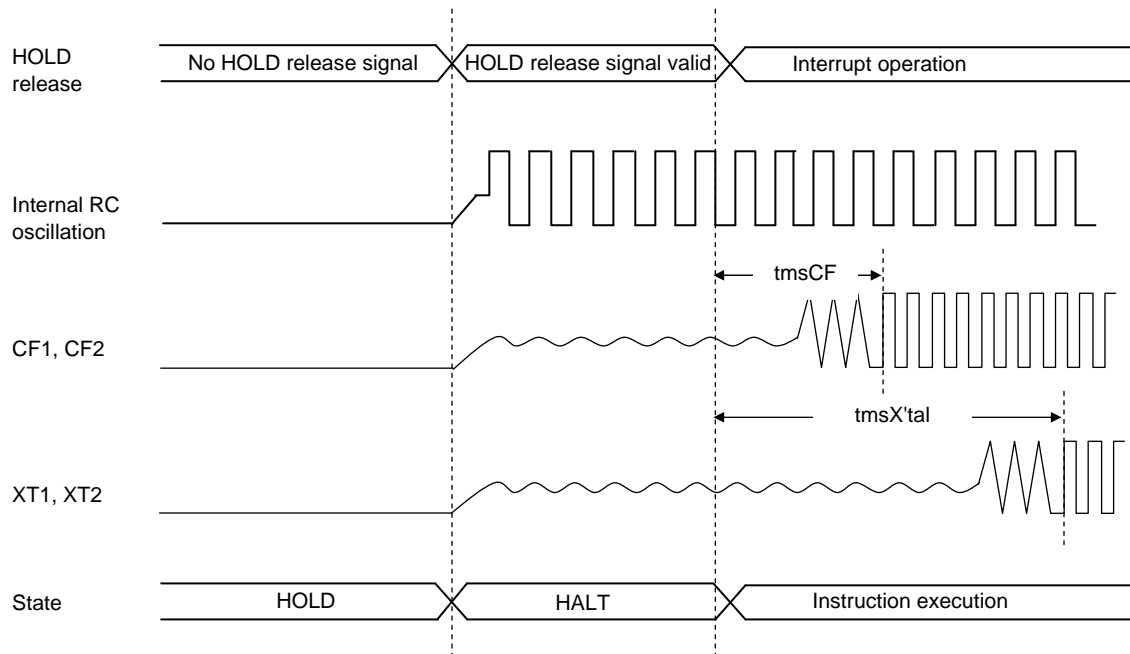 HOLD
release
No HOLD release signal
HOLD release signal valid
Interrupt operation
Internal RC
oscillation
tmsCF
CF1, CF2
tmsX'tal
XT1, XT2
State
HOLD
HALT
Instruction execution